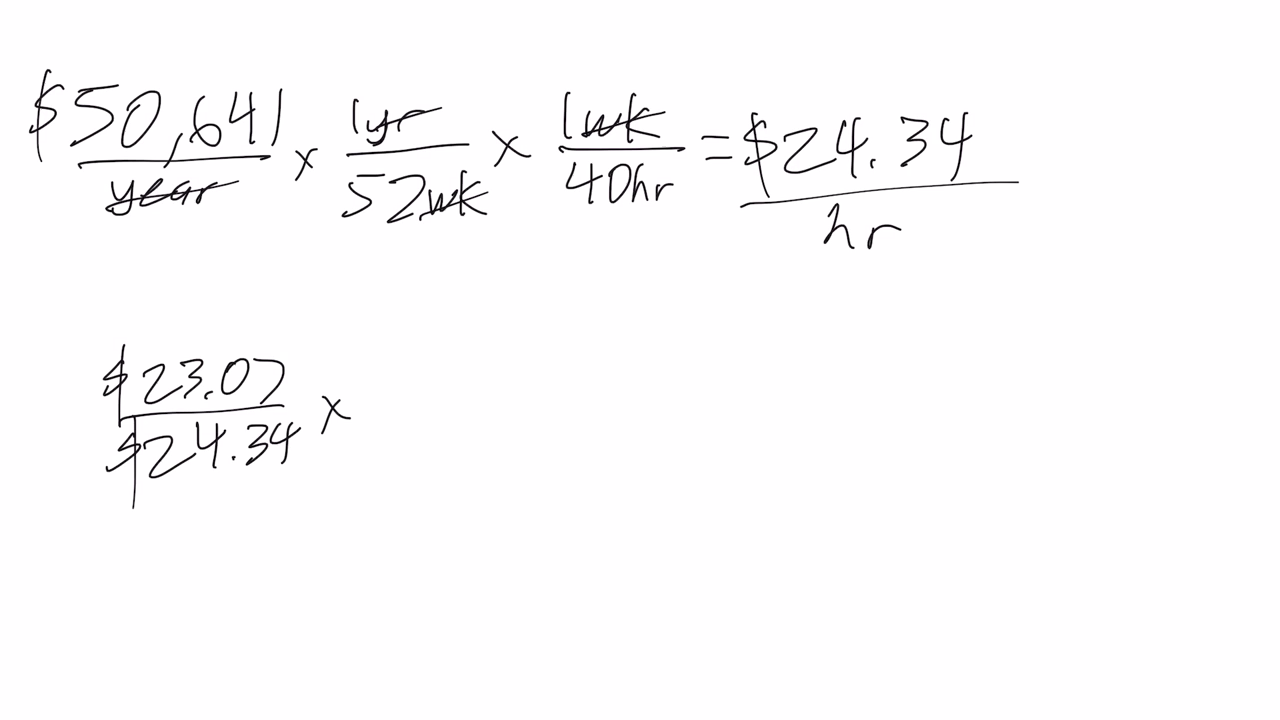 $50,641/year × 1yr/52wk × 1wk/40hr = $24.34/hr
$23.07/$24.34 ×